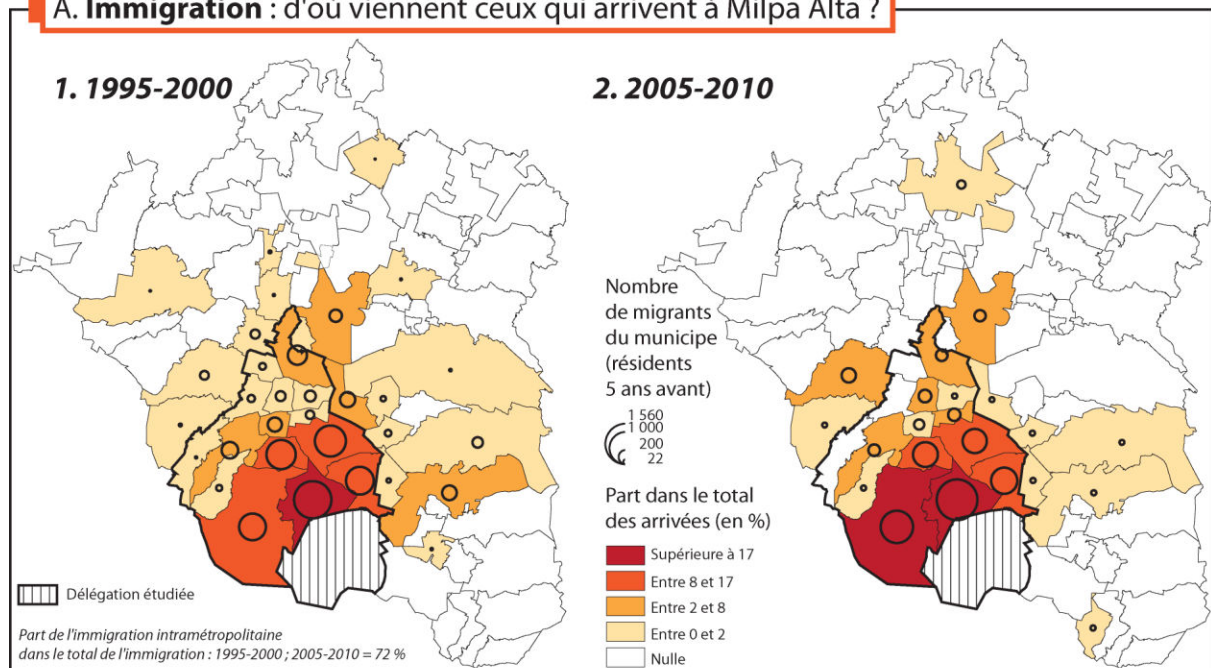 A. Immigration : d'où viennent ceux qui arrivent à Milpa Alta ?
1. 1995-2000
2. 2005-2010
Nombre
de migrants
du municipe
(résidents
5 ans avant)
1 560
1 000
200
22
Part dans le total
des arrivées (en %)
Supérieure à 17
Entre 8 et 17
Entre 2 et 8
Entre 0 et 2
Nulle
Délégation étudiée
Part de l'immigration intramétropolitaine
dans le total de l'immigration : 1995-2000 ; 2005-2010 = 72 %